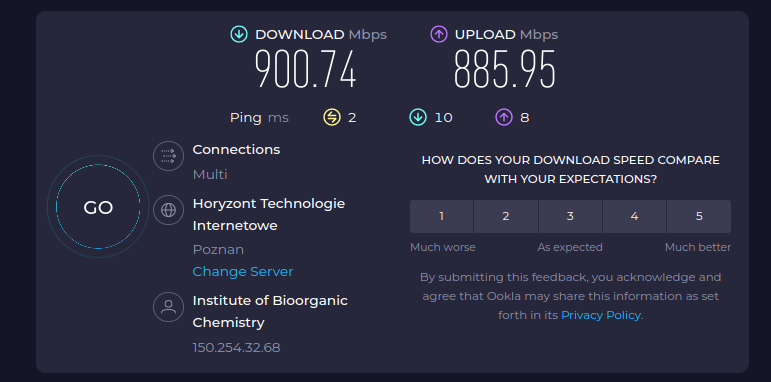 DOWNLOAD Mbps
900.74
UPLOAD Mbps
885.95
Ping ms 2 10 8
GO
Connections
Multi
Horyzont Technologie
Internetowe
Poznan
Change Server
Institute of Bioorganic
Chemistry
150.254.32.68
HOW DOES YOUR DOWNLOAD SPEED COMPARE
WITH YOUR EXPECTATIONS?
1 2 3 4 5
Much worse As expected Much better
By submitting this feedback, you acknowledge and
agree that Ookla may share this information as set
forth in its Privacy Policy.